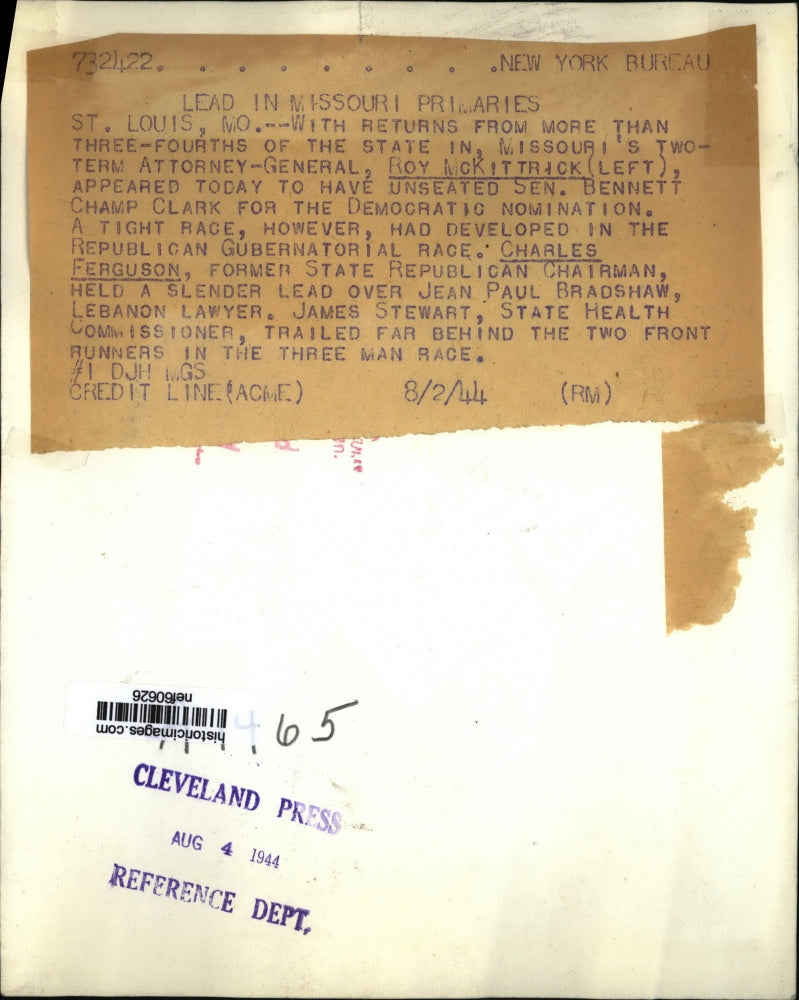 732422. . . . . . . . .NEW YORK BUREAU
LEAD IN MISSOURI PRIMARIES
ST. LOUIS, MO.--WITH RETURNS FROM MORE THAN
THREE-FOURTHS OF THE STATE IN, MISSOURI'S TWO-
TERM ATTORNEY-GENERAL, ROY MCKITTRICK(LEFT),
APPEARED TODAY TO HAVE UNSEATED SEN. BENNETT
CHAMP CLARK FOR THE DEMOCRATIC NOMINATION.
A TIGHT RACE, HOWEVER, HAD DEVELOPED IN THE
REPUBLICAN GUBERNATORIAL RACE. CHARLES
FERGUSON, FORMER STATE REPUBLICAN CHAIRMAN,
HELD A SLENDER LEAD OVER JEAN PAUL BRADSHAW,
LEBANON LAWYER. JAMES STEWART, STATE HEALTH
COMMISSIONER, TRAILED FAR BEHIND THE TWO FRONT
RUNNERS IN THE THREE MAN RACE.
#1 DJH MGS
CREDIT LINE(ACME) 8/2/44 (RM)
historicimages.com
nef60626
65
CLEVELAND PRESS
AUG 4 1944
REFERENCE DEPT.